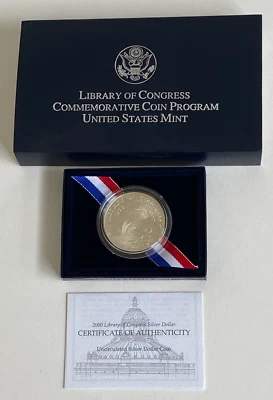 Library of Congress
Commemorative Coin Program
United States Mint
2000 Library of Congress Silver Dollar
CERTIFICATE OF AUTHENTICITY
Uncirculated Silver Dollar Coin